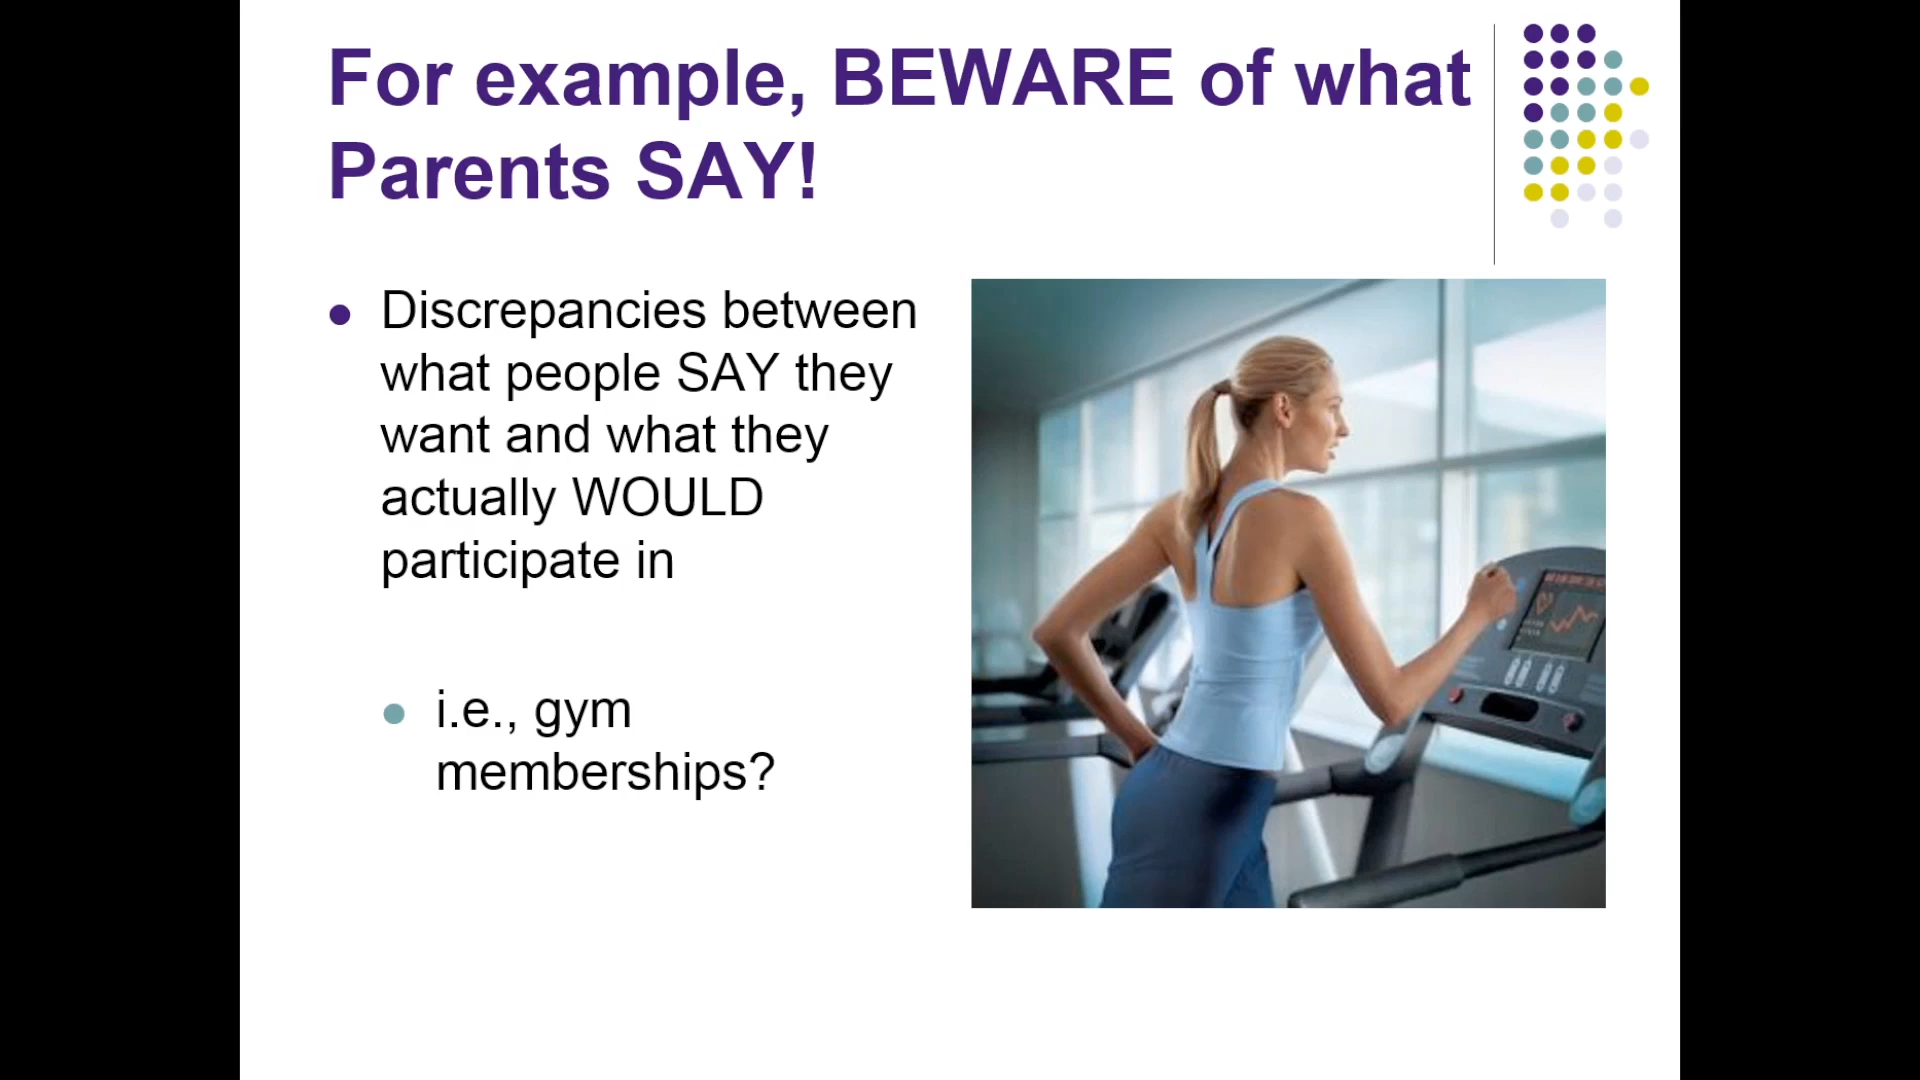 For example, BEWARE of what
Parents SAY!
Discrepancies between
what people SAY they
want and what they
actually WOULD
participate in
i.e., gym
memberships?